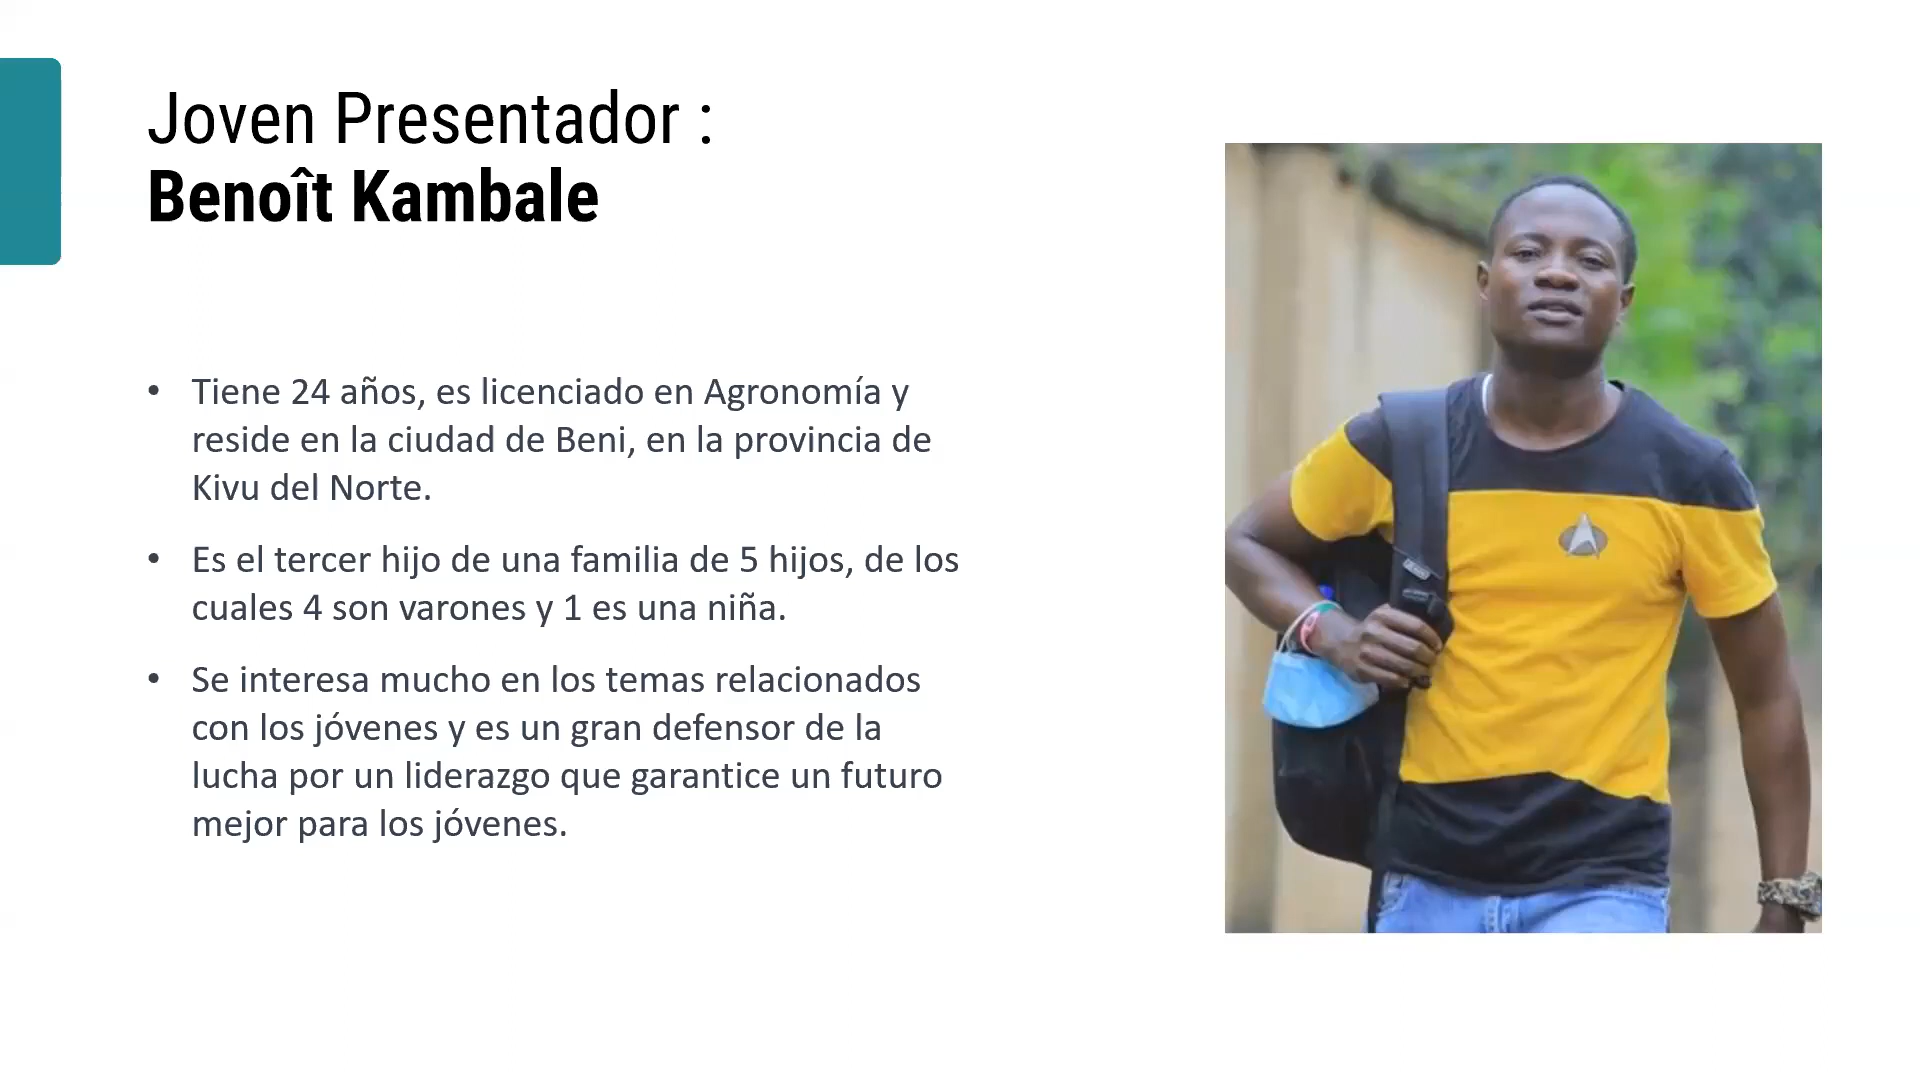 Joven Presentador :
Benoît Kambale
• Tiene 24 años, es licenciado en Agronomía y
reside en la ciudad de Beni, en la provincia de
Kivu del Norte.
• Es el tercer hijo de una familia de 5 hijos, de los
cuales 4 son varones y 1 es una niña.
• Se interesa mucho en los temas relacionados
con los jóvenes y es un gran defensor de la
lucha por un liderazgo que garantice un futuro
mejor para los jóvenes.